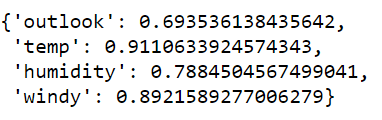 {'outlook': 0.693536138435642,
'temp': 0.9110633924574343,
'humidity': 0.7884504567499041,
'windy': 0.8921589277006279}